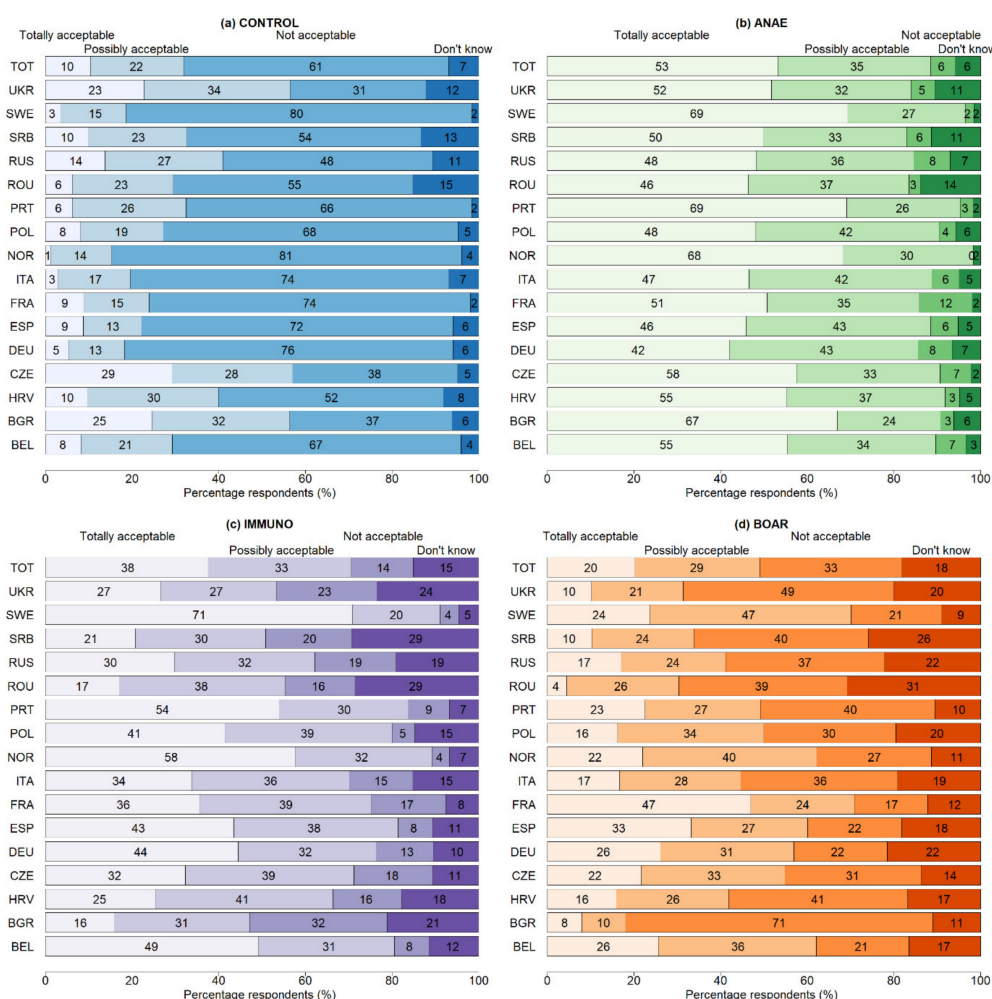 (a) CONTROL
Totally acceptable Not acceptable
Possibly acceptable Don't know
TOT 10 22 61 7
UKR 23 34 31 12
SWE 3 15 80 2
SRB 10 23 54 13
RUS 14 27 48 11
ROU 6 23 55 15
PRT 6 26 66 2
POL 8 19 68 5
NOR 1 14 81 4
ITA 3 17 74 7
FRA 9 15 74 2
ESP 9 13 72 6
DEU 5 13 76 6
CZE 29 28 38 5
HRV 10 30 52 8
BGR 25 32 37 6
BEL 8 21 67 4
0 20 40 60 80 100
Percentage respondents (%)
(b) ANAE
Totally acceptable Not acceptable
Possibly acceptable Don't know
TOT 53 35 6 6
UKR 52 32 5 11
SWE 69 27 2 2
SRB 50 33 6 11
RUS 48 36 8 7
ROU 46 37 3 14
PRT 69 26 3 2
POL 48 42 4 6
NOR 68 30 0 2
ITA 47 42 6 5
FRA 51 35 12 2
ESP 46 43 6 5
DEU 42 43 8 7
CZE 58 33 7 2
HRV 55 37 3 5
BGR 67 24 3 6
BEL 55 34 7 3
0 20 40 60 80 100
Percentage respondents (%)
(c) IMMUNO
Totally acceptable Not acceptable
Possibly acceptable Don't know
TOT 38 33 14 15
UKR 27 27 23 24
SWE 71 20 4 5
SRB 21 30 20 29
RUS 30 32 19 19
ROU 17 38 16 29
PRT 54 30 9 7
POL 41 39 5 15
NOR 58 32 4 7
ITA 34 36 15 15
FRA 36 39 17 8
ESP 43 38 8 11
DEU 44 32 13 10
CZE 32 39 18 11
HRV 25 41 16 18
BGR 16 31 32 21
BEL 49 31 8 12
0 20 40 60 80 100
Percentage respondents (%)
(d) BOAR
Totally acceptable Not acceptable
Possibly acceptable Don't know
TOT 20 29 33 18
UKR 10 21 49 20
SWE 24 47 21 9
SRB 10 24 40 26
RUS 17 24 37 22
ROU 4 26 39 31
PRT 23 27 40 10
POL 16 34 30 20
NOR 22 40 27 11
ITA 17 28 36 19
FRA 47 24 17 12
ESP 33 27 22 18
DEU 26 31 22 22
CZE 22 33 31 14
HRV 16 26 41 17
BGR 8 10 71 11
BEL 26 36 21 17
0 20 40 60 80 100
Percentage respondents (%)